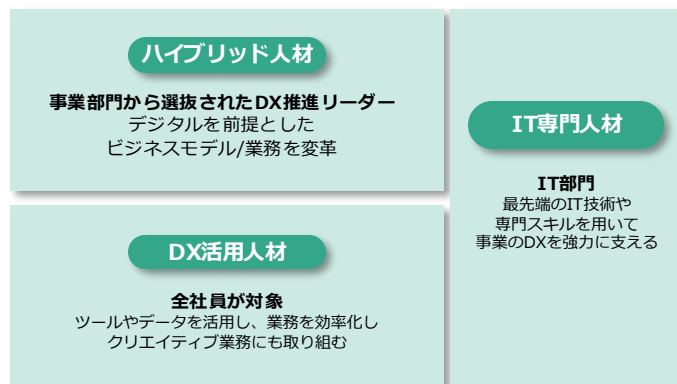 ハイブリッド人材
事業部門から選抜されたDX推進リーダー
デジタルを前提とした
ビジネスモデル/業務を変革
DX活用人材
全社員が対象
ツールやデータを活用し、業務を効率化し
クリエイティブ業務にも取り組む
IT専門人材
IT部門
最先端のIT技術や
専門スキルを用いて
事業のDXを強力に支える